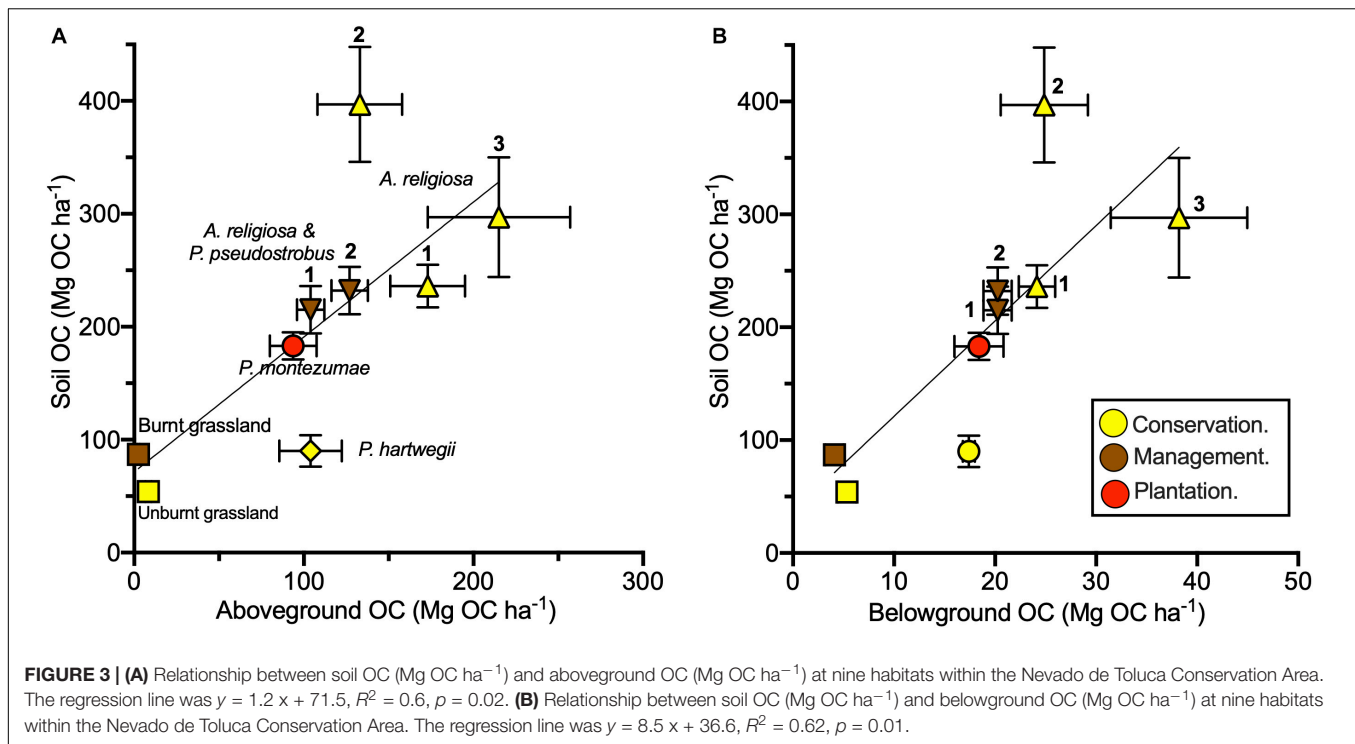 A
2
400
3
A. religiosa
300
A. religiosa &
P. pseudostrobus
2
1
1
200
P. montezumae
Burnt grassland
100
P. hartwegii
Unburnt grassland
0
0 100 200 300
Soil OC (Mg OC ha⁻¹)
Aboveground OC (Mg OC ha⁻¹)
B
400
2
300
3
2
1
1
200
100
0
0 10 20 30 40 50
Soil OC (Mg OC ha⁻¹)
Belowground OC (Mg OC ha⁻¹)
Conservation.
Management.
Plantation.
FIGURE 3 | (A) Relationship between soil OC (Mg OC ha⁻¹) and aboveground OC (Mg OC ha⁻¹) at nine habitats within the Nevado de Toluca Conservation Area.
The regression line was y = 1.2 x + 71.5, R² = 0.6, p = 0.02. (B) Relationship between soil OC (Mg OC ha⁻¹) and belowground OC (Mg OC ha⁻¹) at nine habitats
within the Nevado de Toluca Conservation Area. The regression line was y = 8.5 x + 36.6, R² = 0.62, p = 0.01.